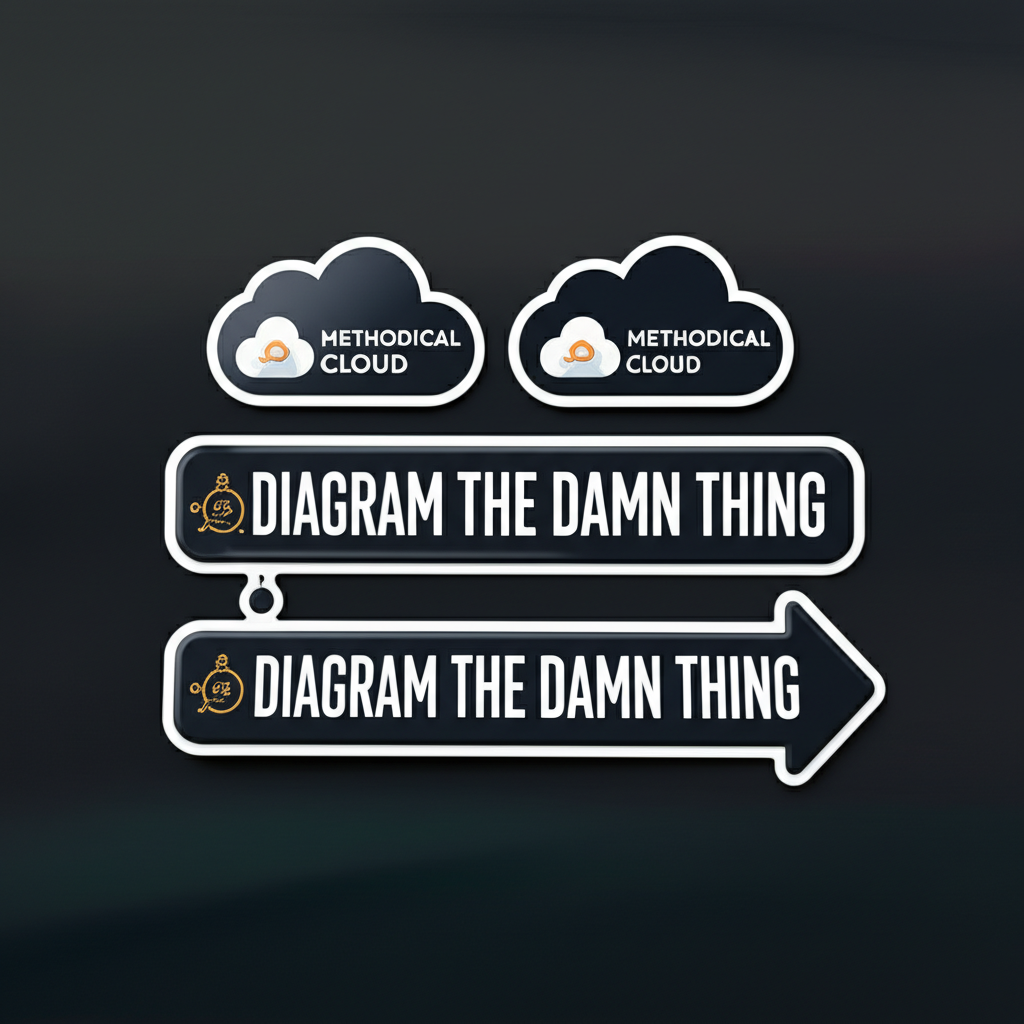 METHODICAL
CLOUD
METHODICAL
CLOUD
DIAGRAM THE DAMN THING
DIAGRAM THE DAMN THING